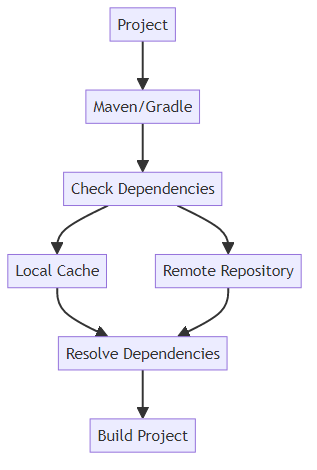 Project
Maven/Gradle
Check Dependencies
Local Cache
Remote Repository
Resolve Dependencies
Build Project